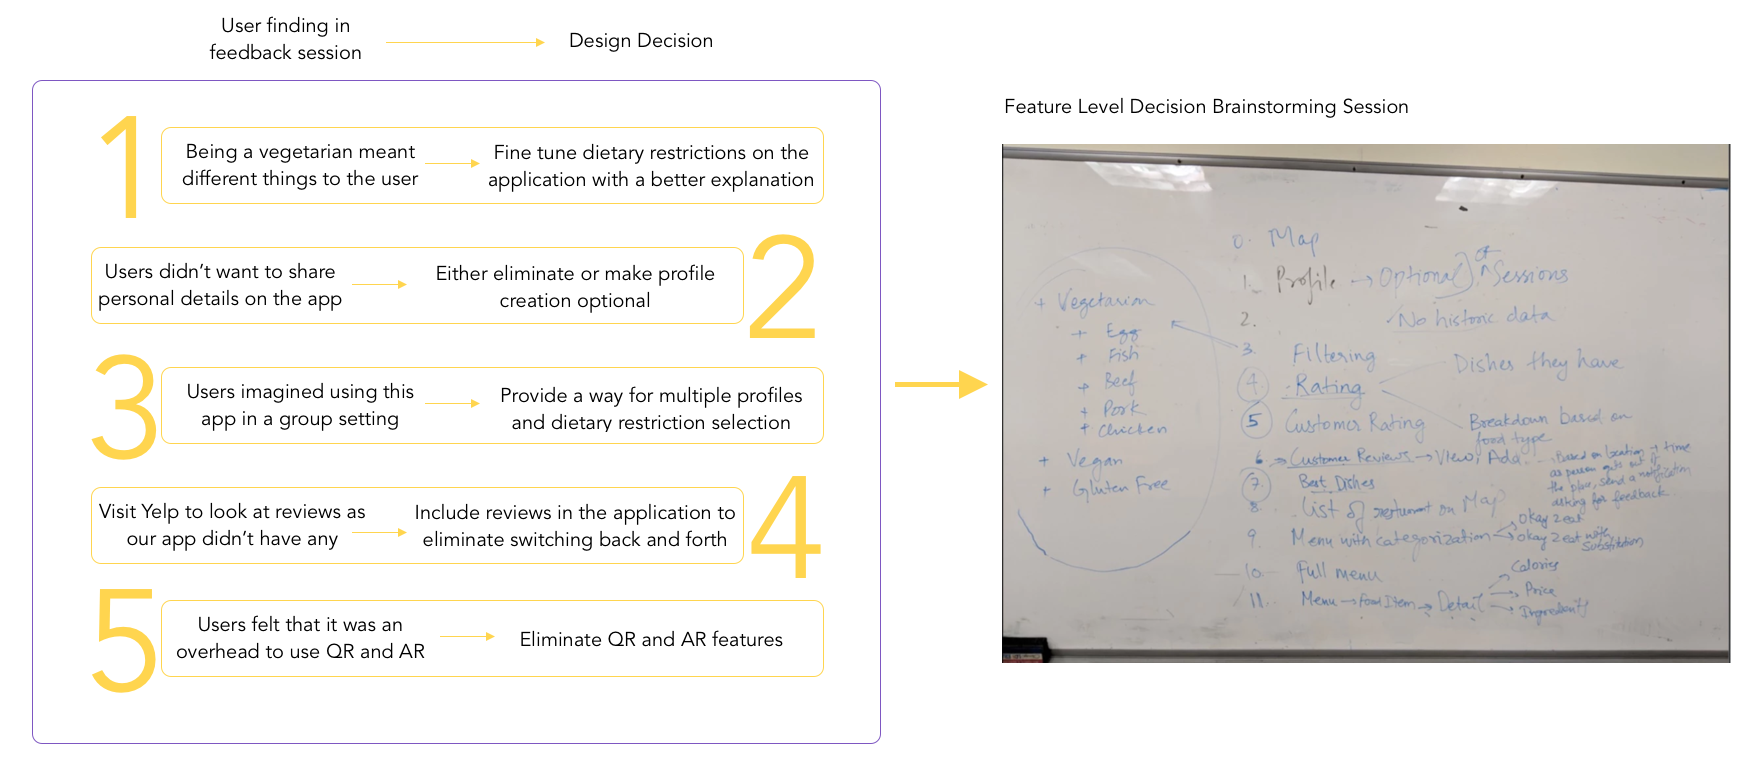 User finding in
feedback session
Design Decision
1
Being a vegetarian meant
different things to the user
Fine tune dietary restrictions on the
application with a better explanation
2
Users didn’t want to share
personal details on the app
Either eliminate or make profile
creation optional
3
Users imagined using this
app in a group setting
Provide a way for multiple profiles
and dietary restriction selection
4
Visit Yelp to look at reviews as
our app didn’t have any
Include reviews in the application to
eliminate switching back and forth
5
Users felt that it was an
overhead to use QR and AR
Eliminate QR and AR features
Feature Level Decision Brainstorming Session
+ Vegetarian
+ Egg
+ Fish
+ Beef
+ Pork
+ Chicken
+ Vegan
+ Gluten Free
0. Map
1. Profile → Optional } or Sessions
2. No historic data
3. Filtering
4. Rating
Dishes they have
Breakdown based on
food type
5 Customer Rating
6. → Customer Reviews → View, Add
Based on location + time
as person gets out of
the place, send a notification
asking for feedback.
7. Best Dishes
8. List of on Map
9. Menu with categorization
Okay 2 eat
Okay 2 eat with
Substitution
10. Full menu
11. Menu → Food Item → Detail
Calories
Price
Ingredients